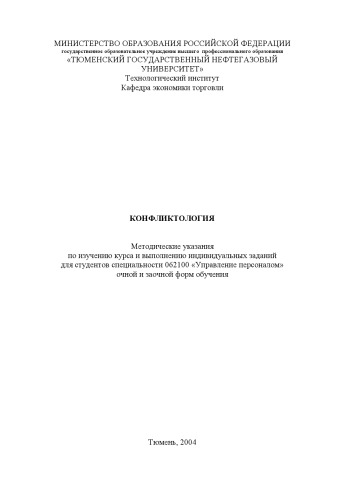 МИНИСТЕРСТВО ОБРАЗОВАНИЯ РОССИЙСКОЙ ФЕДЕРАЦИИ
государственное образовательное учреждение высшего профессионального образования
«ТЮМЕНСКИЙ ГОСУДАРСТВЕННЫЙ НЕФТЕГАЗОВЫЙ
УНИВЕРСИТЕТ»
Технологический институт
Кафедра экономики торговли
КОНФЛИКТОЛОГИЯ
Методические указания
по изучению курса и выполнению индивидуальных заданий
для студентов специальности 062100 «Управление персоналом»
очной и заочной форм обучения
Тюмень, 2004